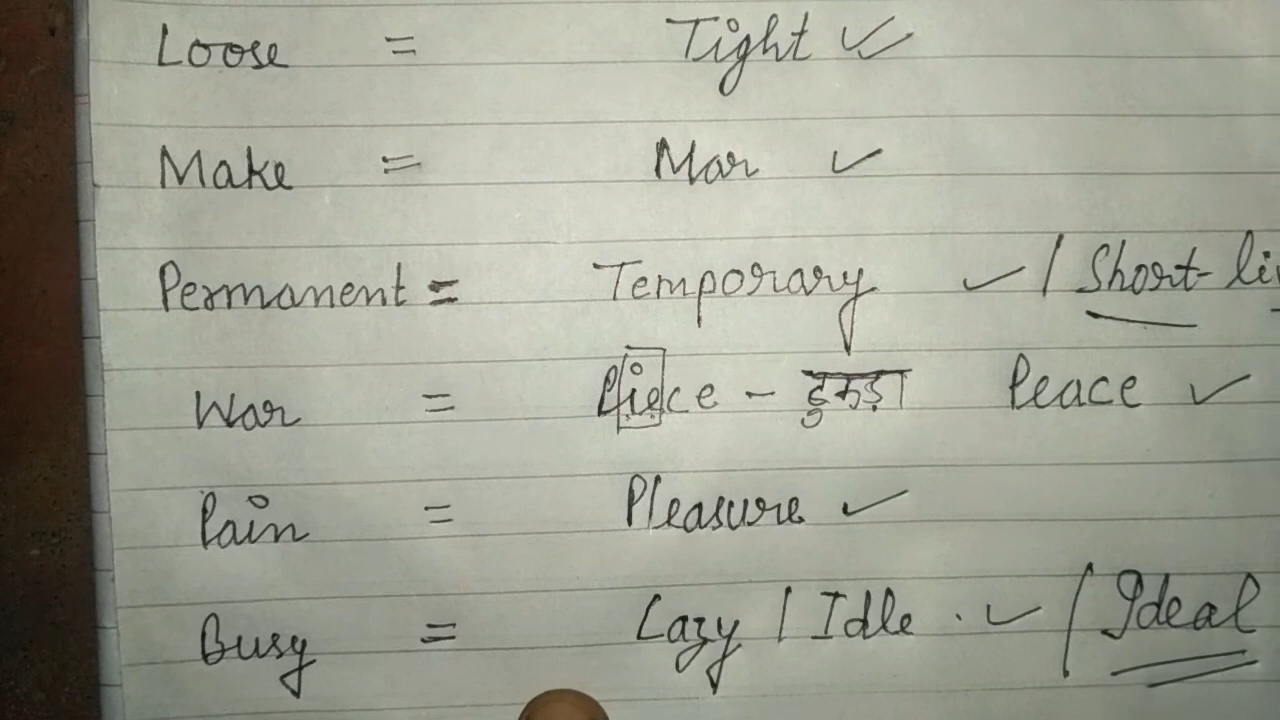 Loose = Tight ✓
Make = Mar ✓
Permanent = Temporary ✓ / Short-li
War = Piece - टुकड़ा Peace ✓
Pain = Pleasure ✓
Busy = Lazy / Idle . ✓ / Ideal